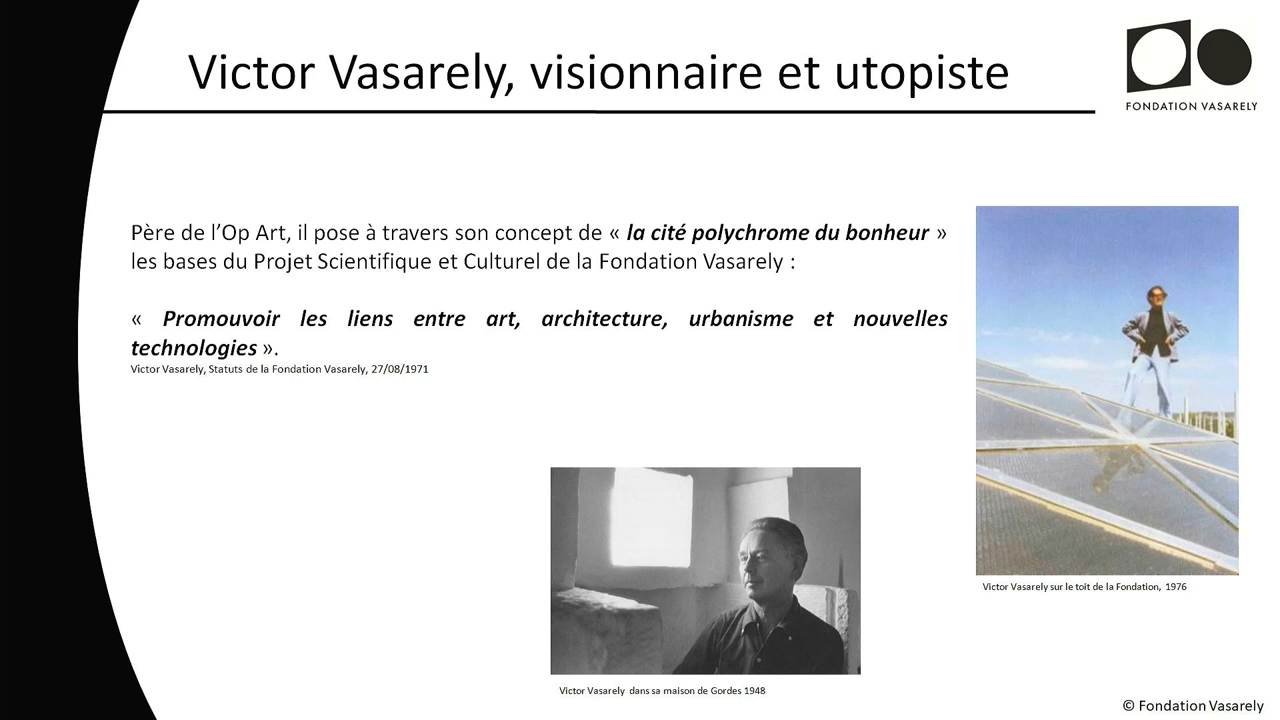 Victor Vasarely, visionnaire et utopiste
FONDATION VASARELY
Père de l’Op Art, il pose à travers son concept de « la cité polychrome du bonheur »
les bases du Projet Scientifique et Culturel de la Fondation Vasarely :
« Promouvoir les liens entre art, architecture, urbanisme et nouvelles
technologies ».
Victor Vasarely, Statuts de la Fondation Vasarely, 27/08/1971
Victor Vasarely sur le toit de la Fondation, 1976
Victor Vasarely dans sa maison de Gordes 1948
© Fondation Vasarely